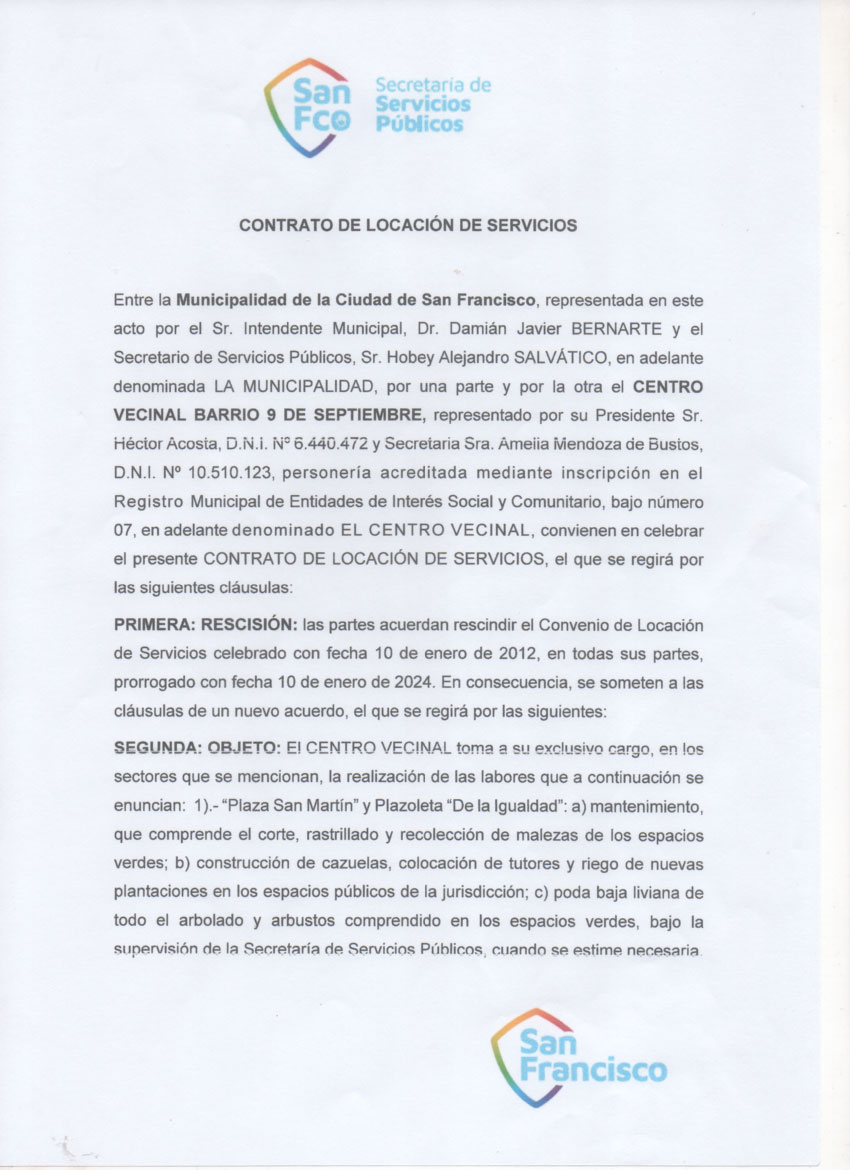 San
Fco
Secretaría de
Servicios
Públicos
CONTRATO DE LOCACIÓN DE SERVICIOS
Entre la Municipalidad de la Ciudad de San Francisco, representada en este
acto por el Sr. Intendente Municipal, Dr. Damián Javier BERNARTE y el
Secretario de Servicios Públicos, Sr. Hobey Alejandro SALVÁTICO, en adelante
denominada LA MUNICIPALIDAD, por una parte y por la otra el CENTRO
VECINAL BARRIO 9 DE SEPTIEMBRE, representado por su Presidente Sr.
Héctor Acosta, D.N.I. Nº 6.440.472 y Secretaria Sra. Amelia Mendoza de Bustos,
D.N.I. Nº 10.510.123, personería acreditada mediante inscripción en el
Registro Municipal de Entidades de Interés Social y Comunitario, bajo número
07, en adelante denominado EL CENTRO VECINAL, convienen en celebrar
el presente CONTRATO DE LOCACIÓN DE SERVICIOS, el que se regirá por
las siguientes cláusulas:
PRIMERA: RESCISIÓN: las partes acuerdan rescindir el Convenio de Locación
de Servicios celebrado con fecha 10 de enero de 2012, en todas sus partes,
prorrogado con fecha 10 de enero de 2024. En consecuencia, se someten a las
cláusulas de un nuevo acuerdo, el que se regirá por las siguientes:
SEGUNDA: OBJETO: El CENTRO VECINAL toma a su exclusivo cargo, en los
sectores que se mencionan, la realización de las labores que a continuación se
enuncian: 1).- “Plaza San Martín” y Plazoleta “De la Igualdad”: a) mantenimiento,
que comprende el corte, rastrillado y recolección de malezas de los espacios
verdes; b) construcción de cazuelas, colocación de tutores y riego de nuevas
plantaciones en los espacios públicos de la jurisdicción; c) poda baja liviana de
todo el arbolado y arbustos comprendido en los espacios verdes, bajo la
supervisión de la Secretaría de Servicios Públicos, cuando se estime necesaria.
San
Francisco